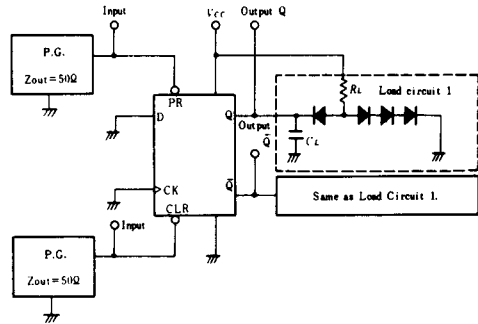 Input
Vcc
Output Q
P.G.
Zout = 50Ω
PR
RL
Load circuit 1
D
Q
Output
Q̄
CL
CK
Q̄
Same as Load Circuit 1.
Input
CLR
P.G.
Zout = 50Ω